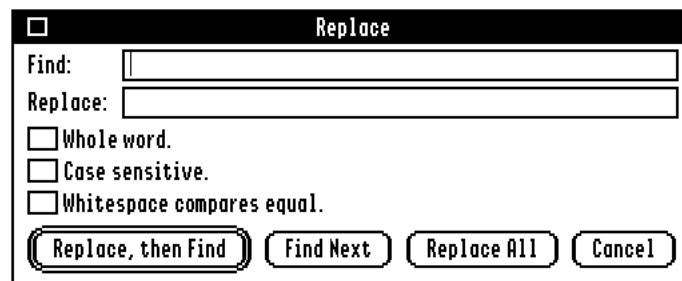 Replace
Find:
Replace:
Whole word.
Case sensitive.
Whitespace compares equal.
Replace, then Find Find Next Replace All Cancel